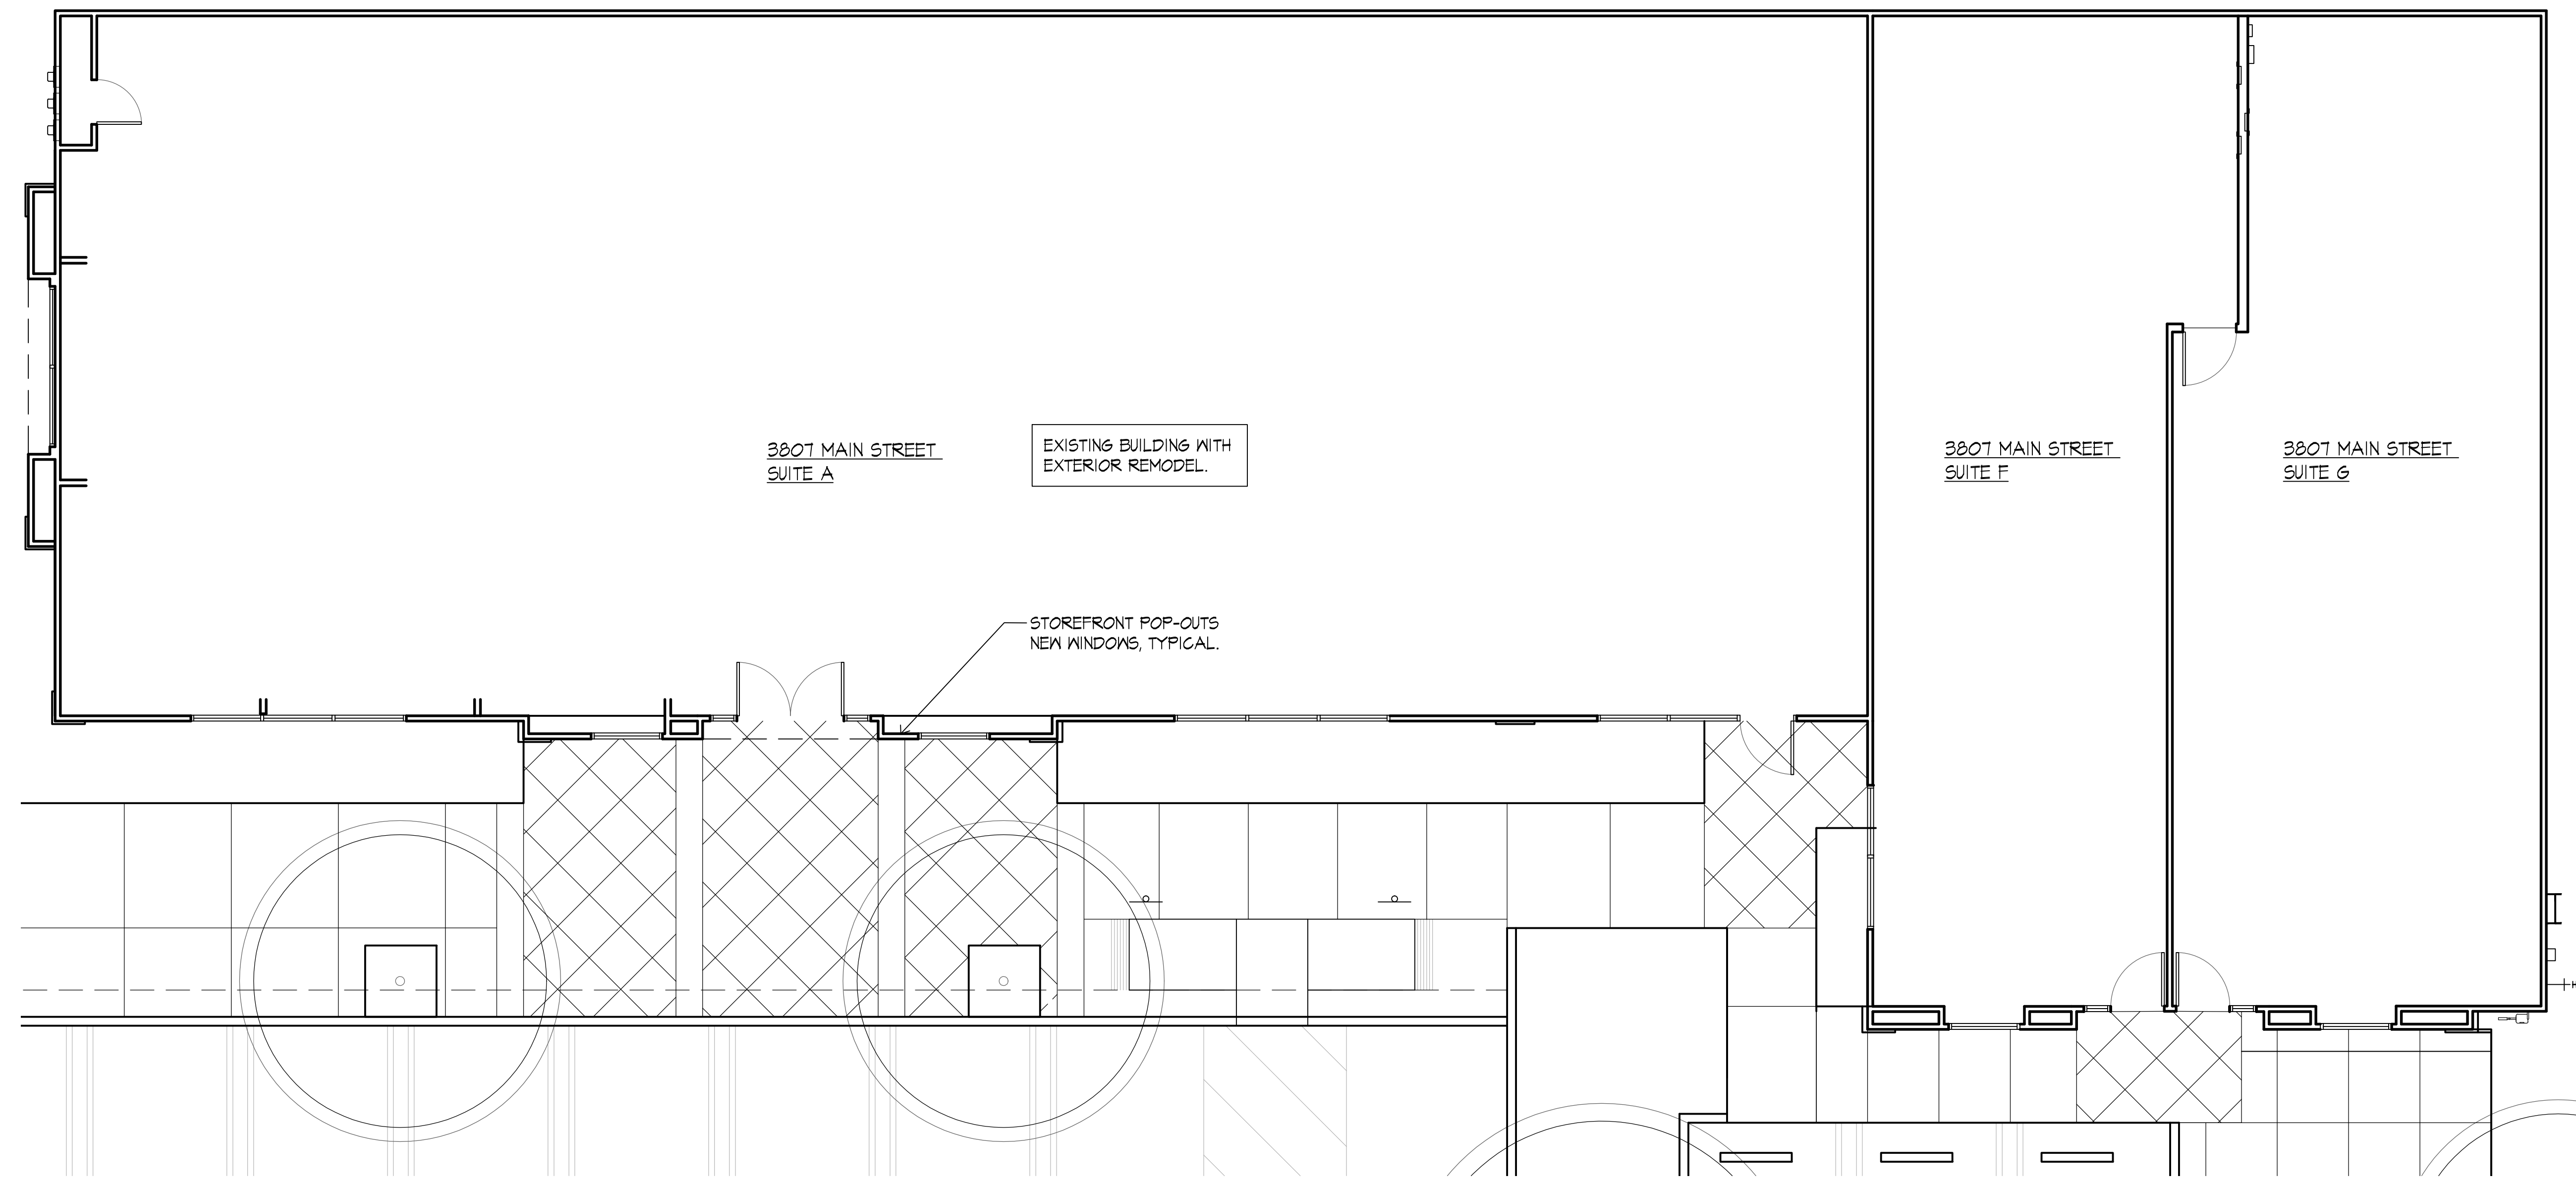 3807 MAIN STREET
SUITE A
EXISTING BUILDING WITH
EXTERIOR REMODEL.
3807 MAIN STREET
SUITE F
3807 MAIN STREET
SUITE G
STOREFRONT POP-OUTS
NEW WINDOWS, TYPICAL.